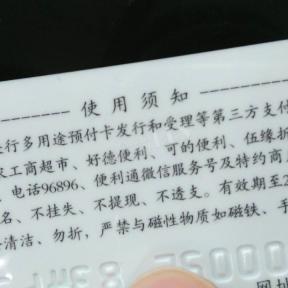 使用须知
行多用途预付卡发行和受理等第三方支付
工商超市、好德便利、可的便利、伍缘折
电话96896、便利通微信服务号及特约商
名、不挂失、不提现、不透支。有效期至2
清洁、勿折,严禁与磁性物质如磁铁、手
网址